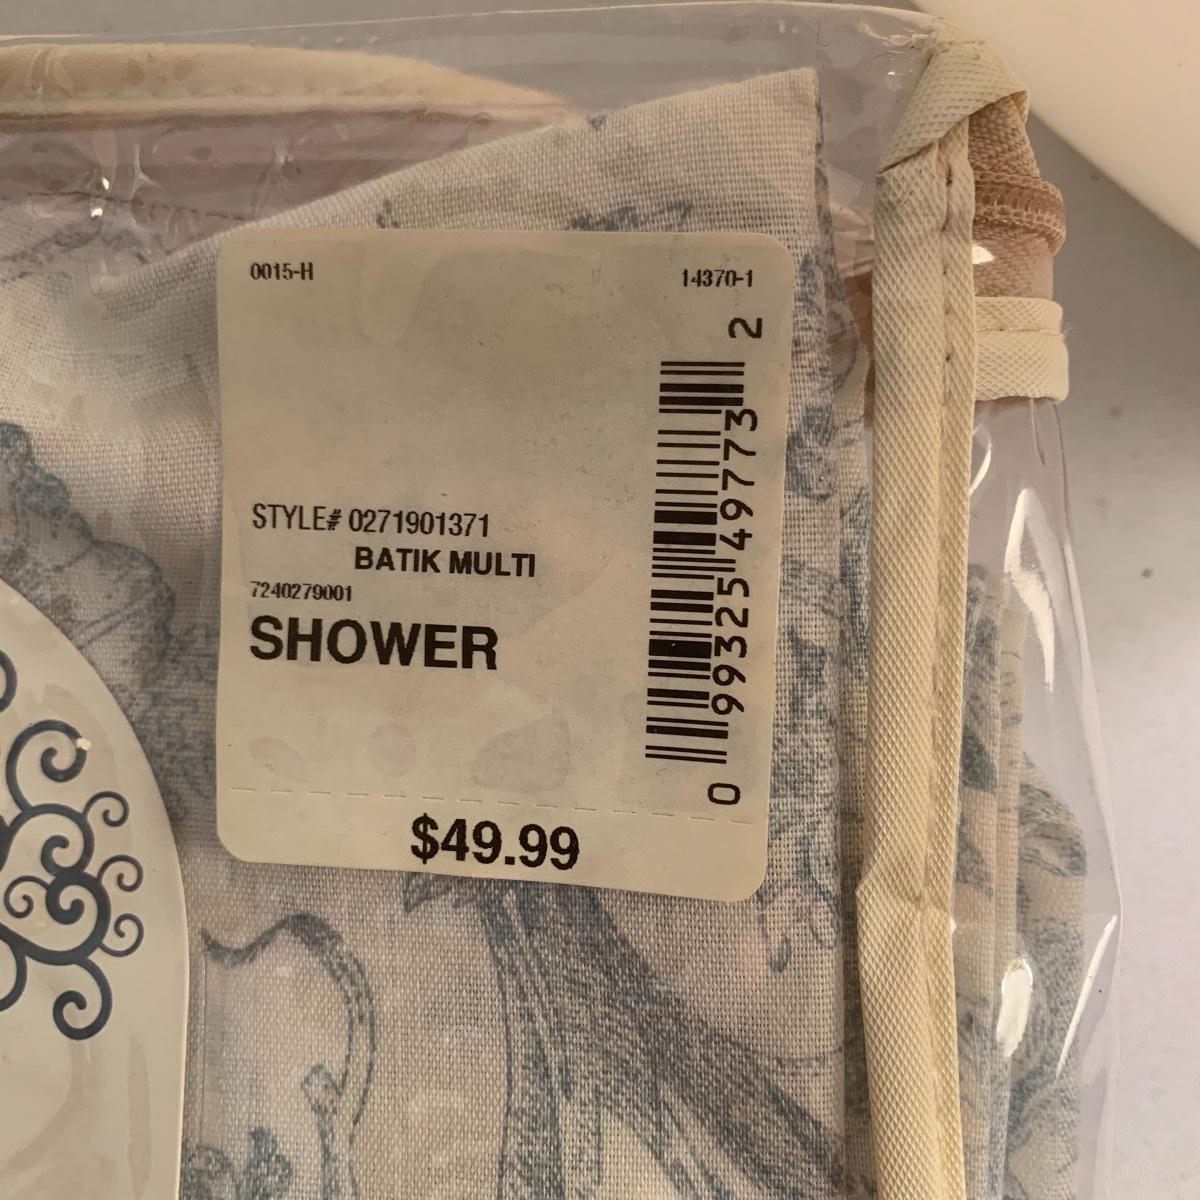 0015-H 14370-1
STYLE# 0271901371
BATIK MULTI
7240279001
SHOWER
0 99325 49773 2
$49.99